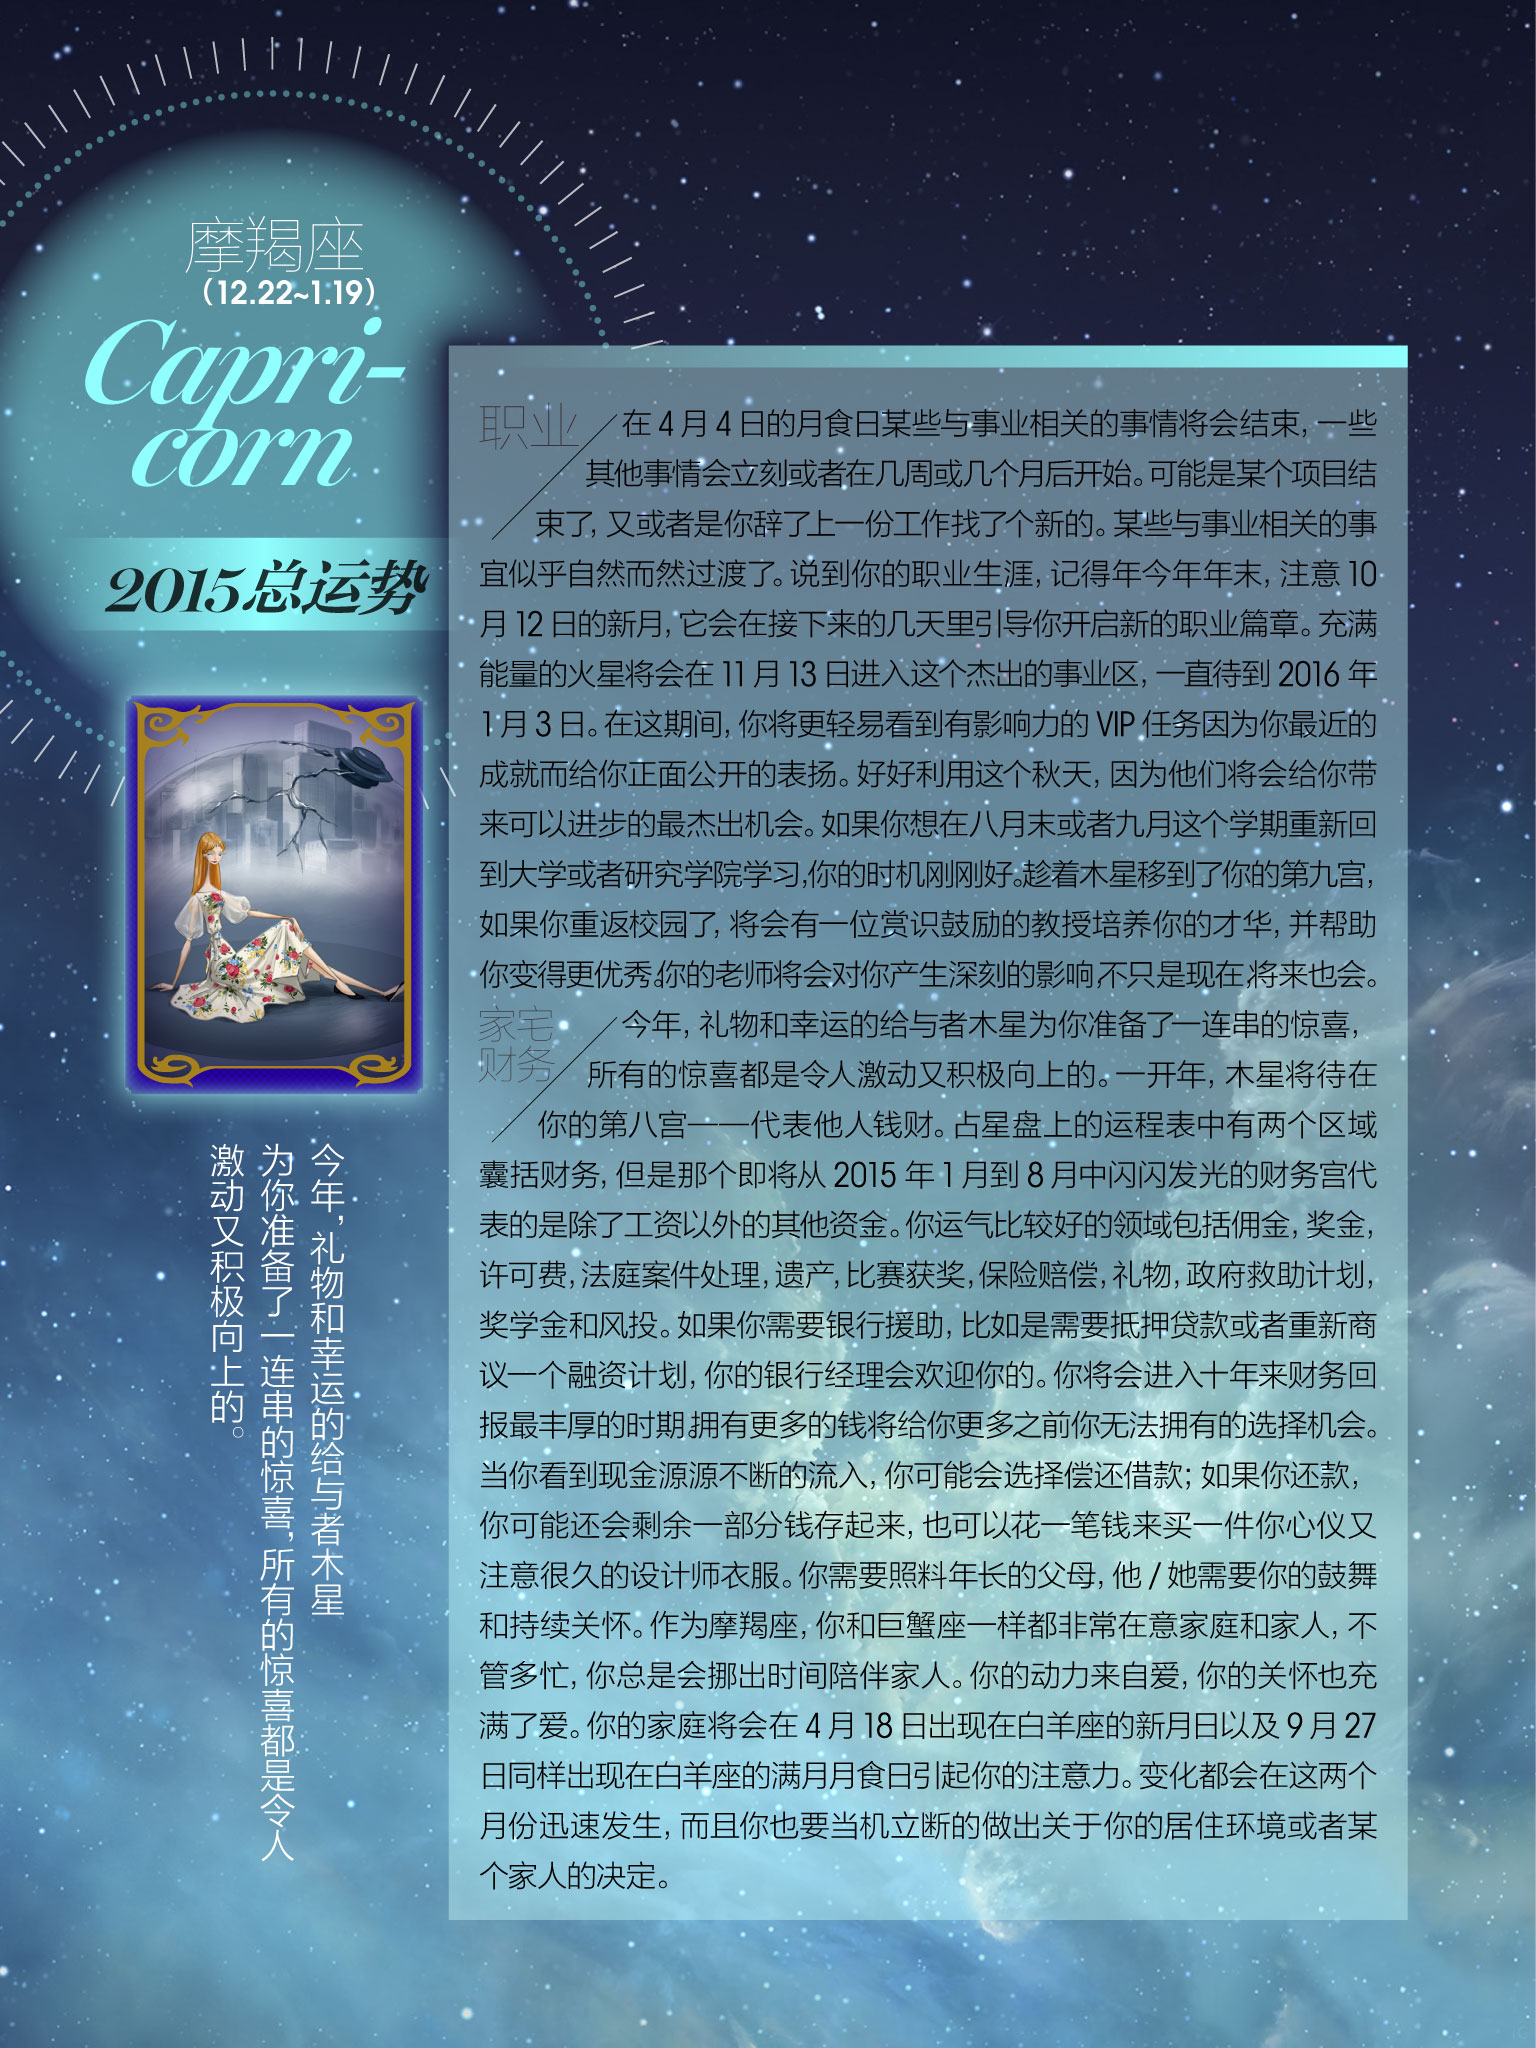 摩羯座
（12.22~1.19）
Capri-
corn
2015总运势
今年，礼物和幸运的给与者木星
为你准备了一连串的惊喜，所有的惊喜都是令人
激动又积极向上的。
职业
在 4 月 4 日的月食日某些与事业相关的事情将会结束，一些
其他事情会立刻或者在几周或几个月后开始。可能是某个项目结
束了，又或者是你辞了上一份工作找了个新的。某些与事业相关的事
宜似乎自然而然过渡了。说到你的职业生涯，记得年今年年末，注意 10
月 12 日的新月，它会在接下来的几天里引导你开启新的职业篇章。充满
能量的火星将会在 11 月 13 日进入这个杰出的事业区，一直待到 2016 年
1 月 3 日。在这期间，你将更轻易看到有影响力的 VIP 任务因为你最近的
成就而给你正面公开的表扬。好好利用这个秋天，因为他们将会给你带
来可以进步的最杰出机会。如果你想在八月末或者九月这个学期重新回
到大学或者研究学院学习,你的时机刚刚好。趁着木星移到了你的第九宫，
如果你重返校园了，将会有一位赏识鼓励的教授培养你的才华，并帮助
你变得更优秀。你的老师将会对你产生深刻的影响,不只是现在,将来也会。
家宅
财务
今年，礼物和幸运的给与者木星为你准备了一连串的惊喜，
所有的惊喜都是令人激动又积极向上的。一开年，木星将待在
你的第八宫——代表他人钱财。占星盘上的运程表中有两个区域
囊括财务，但是那个即将从 2015 年 1 月到 8 月中闪闪发光的财务宫代
表的是除了工资以外的其他资金。你运气比较好的领域包括佣金，奖金，
许可费，法庭案件处理，遗产，比赛获奖，保险赔偿，礼物，政府救助计划，
奖学金和风投。如果你需要银行援助，比如是需要抵押贷款或者重新商
议一个融资计划，你的银行经理会欢迎你的。你将会进入十年来财务回
报最丰厚的时期。拥有更多的钱将给你更多之前你无法拥有的选择机会。
当你看到现金源源不断的流入，你可能会选择偿还借款；如果你还款，
你可能还会剩余一部分钱存起来，也可以花一笔钱来买一件你心仪又
注意很久的设计师衣服。你需要照料年长的父母，他 / 她需要你的鼓舞
和持续关怀。作为摩羯座，你和巨蟹座一样都非常在意家庭和家人，不
管多忙，你总是会挪出时间陪伴家人。你的动力来自爱，你的关怀也充
满了爱。你的家庭将会在 4 月 18 日出现在白羊座的新月日以及 9 月 27
日同样出现在白羊座的满月月食日引起你的注意力。变化都会在这两个
月份迅速发生，而且你也要当机立断的做出关于你的居住环境或者某
个家人的决定。